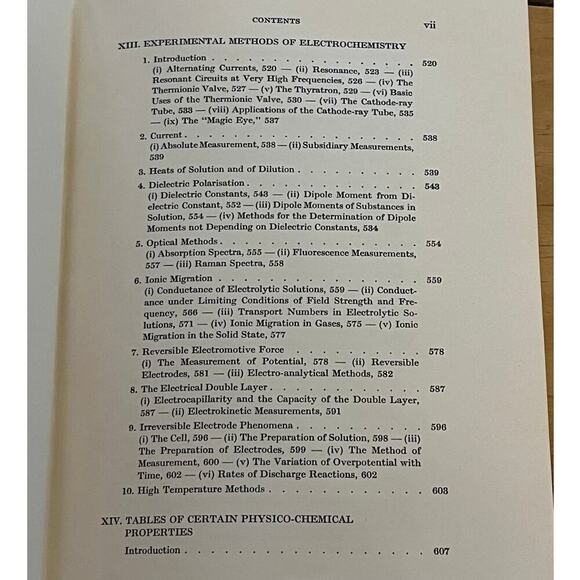 CONTENTS vii
XIII. EXPERIMENTAL METHODS OF ELECTROCHEMISTRY
1. Introduction . . . . . . . . . . . . . . . 520
(i) Alternating Currents, 520 — (ii) Resonance, 523 — (iii)
Resonant Circuits at Very High Frequencies, 526 — (iv) The
Thermionic Valve, 527 — (v) The Thyratron, 529 — (vi) Basic
Uses of the Thermionic Valve, 530 — (vii) The Cathode-ray
Tube, 533 — (viii) Applications of the Cathode-ray Tube, 535
— (ix) The "Magic Eye," 537
2. Current . . . . . . . . . . . . . . . . . 538
(i) Absolute Measurement, 538 — (ii) Subsidiary Measurements,
539
3. Heats of Solution and of Dilution . . . . . . . . . 539
4. Dielectric Polarisation . . . . . . . . . . . . . 543
(i) Dielectric Constants, 543 — (ii) Dipole Moment from Di-
electric Constant, 552 — (iii) Dipole Moments of Substances in
Solution, 554 — (iv) Methods for the Determination of Dipole
Moments not Depending on Dielectric Constants, 534
5. Optical Methods . . . . . . . . . . . . . . . 554
(i) Absorption Spectra, 555 — (ii) Fluorescence Measurements,
557 — (iii) Raman Spectra, 558
6. Ionic Migration . . . . . . . . . . . . . . . 559
(i) Conductance of Electrolytic Solutions, 559 — (ii) Conduct-
ance under Limiting Conditions of Field Strength and Fre-
quency, 566 — (iii) Transport Numbers in Electrolytic So-
lutions, 571 — (iv) Ionic Migration in Gases, 575 — (v) Ionic
Migration in the Solid State, 577
7. Reversible Electromotive Force . . . . . . . . . . 578
(i) The Measurement of Potential, 578 — (ii) Reversible
Electrodes, 581 — (iii) Electro-analytical Methods, 582
8. The Electrical Double Layer . . . . . . . . . . . 587
(i) Electrocapillarity and the Capacity of the Double Layer,
587 — (ii) Electrokinetic Measurements, 591
9. Irreversible Electrode Phenomena . . . . . . . . . 596
(i) The Cell, 596 — (ii) The Preparation of Solution, 598 — (iii)
The Preparation of Electrodes, 599 — (iv) The Method of
Measurement, 600 — (v) The Variation of Overpotential with
Time, 602 — (vi) Rates of Discharge Reactions, 602
10. High Temperature Methods . . . . . . . . . . . 603
XIV. TABLES OF CERTAIN PHYSICO-CHEMICAL
PROPERTIES
Introduction . . . . . . . . . . . . . . . . 607